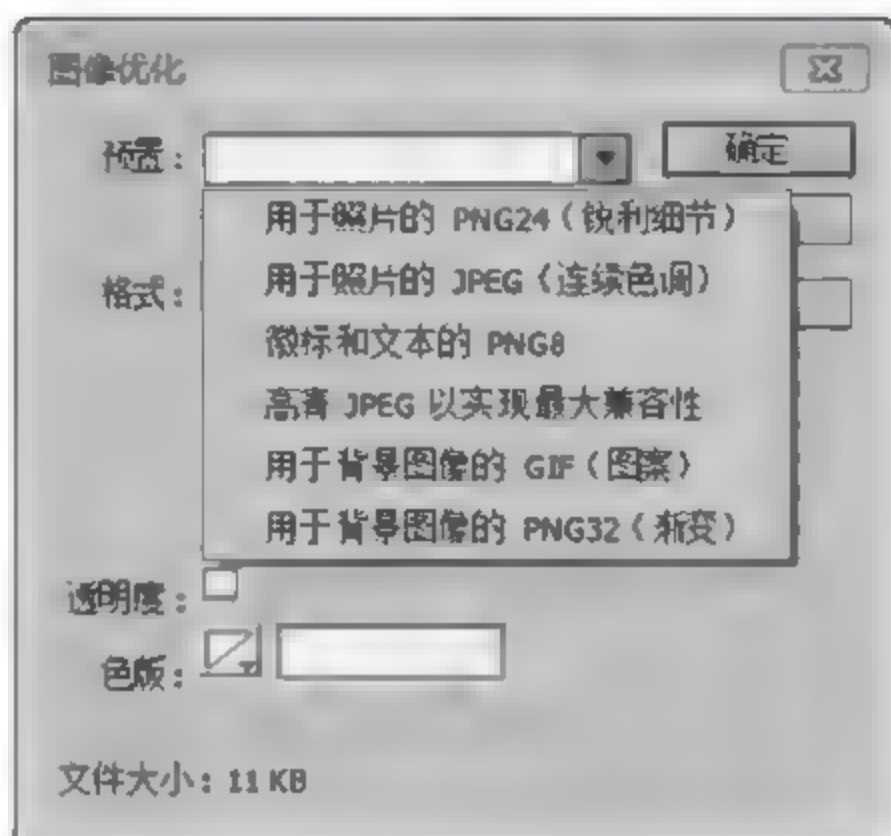 图像优化
预置：
确定
用于照片的 PNG24（锐利细节）
格式：
用于照片的 JPEG（连续色调）
徽标和文本的 PNG8
高清 JPEG 以实现最大兼容性
用于背景图像的 GIF（图案）
用于背景图像的 PNG32（渐变）
透明度：
色版：
文件大小：11 KB